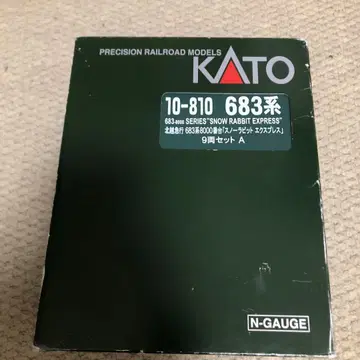 PRECISION RAILROAD MODELS
KATO
10-810 683系
683-8000 SERIES "SNOW RABBIT EXPRESS"
北越急行 683系8000番台「スノーラビット エクスプレス」
9両セット A
N-GAUGE